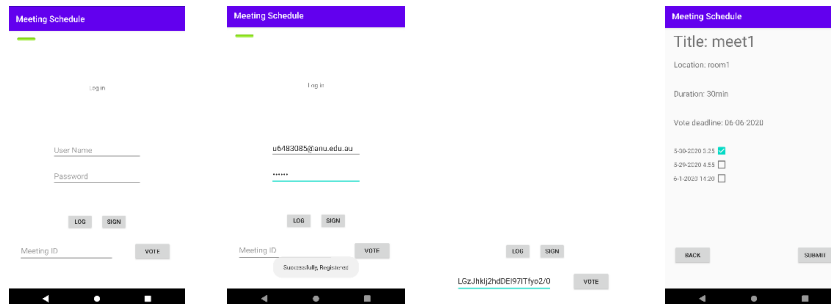 Meeting Schedule
Log in
User Name
Password
LOG SIGN
Meeting ID VOTE
Meeting Schedule
Log in
u6483085@anu.edu.au
••••••
LOG SIGN
Meeting ID VOTE
Successfully, Registered
LOG SIGN
LGzJhkIj2hdDEI97ITfyo2/0 VOTE
Meeting Schedule
Title: meet1
Location: room1
Duration: 30min
Vote deadline: 06-06-2020
5-30-2020 3:25
5-29-2020 4:55
6-1-2020 14:20
BACK SUBMIT